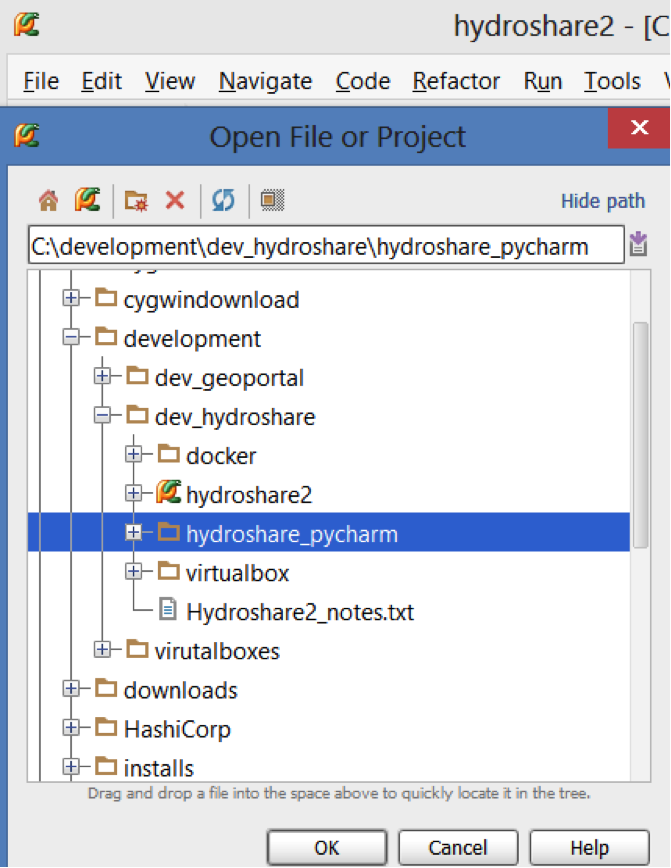 hydroshare2 - [C
File Edit View Navigate Code Refactor Run Tools
Open File or Project
Hide path
C:\development\dev_hydroshare\hydroshare_pycharm
cygwindownload
development
dev_geoportal
dev_hydroshare
docker
hydroshare2
hydroshare_pycharm
virtualbox
Hydroshare2_notes.txt
virutalboxes
downloads
HashiCorp
installs
Drag and drop a file into the space above to quickly locate it in the tree.
OK Cancel Help